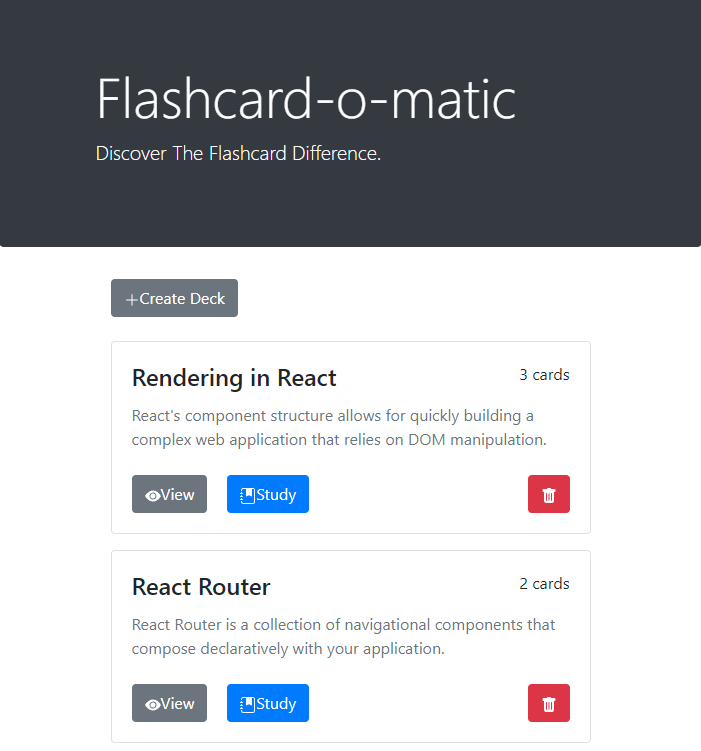 Flashcard-o-matic
Discover The Flashcard Difference.
+Create Deck
Rendering in React
3 cards
React's component structure allows for quickly building a
complex web application that relies on DOM manipulation.
View
Study
React Router
2 cards
React Router is a collection of navigational components that
compose declaratively with your application.
View
Study